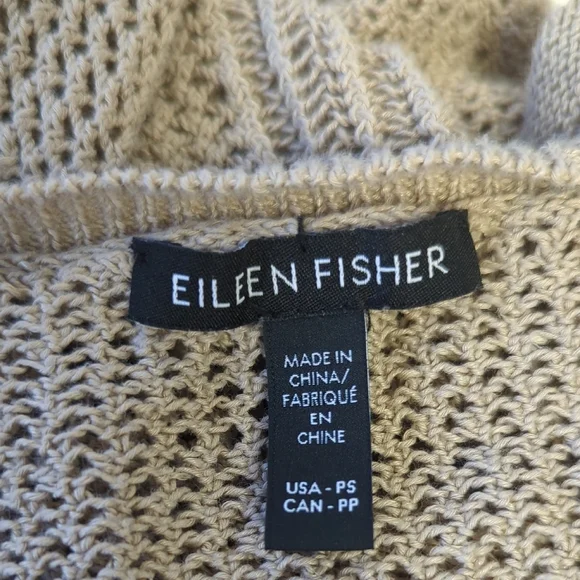 EILEEN FISHER
MADE IN
CHINA/
FABRIQUÉ
EN
CHINE
USA - PS
CAN - PP